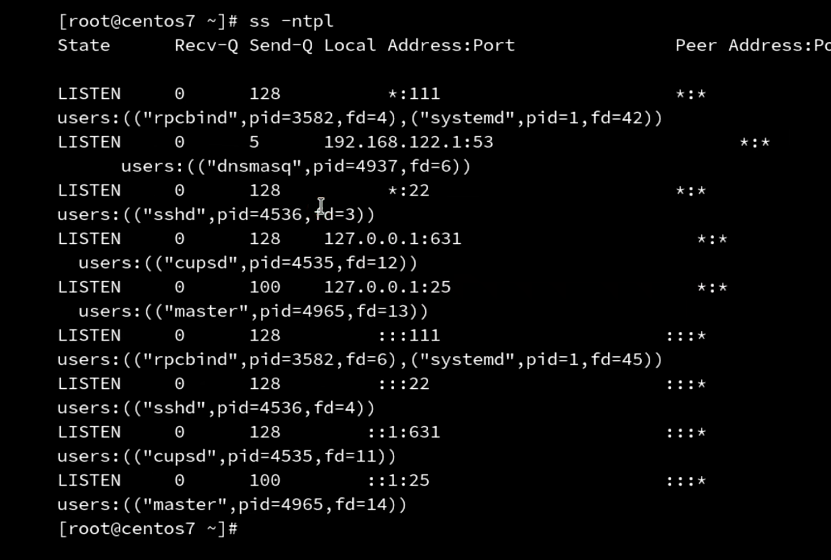 [root@centos7 ~]# ss -ntpl
State      Recv-Q Send-Q Local Address:Port               Peer Address:Po
LISTEN     0      128          *:111                      *:*
users:(("rpcbind",pid=3582,fd=4),("systemd",pid=1,fd=42))
LISTEN     0      5      192.168.122.1:53                       *:*
      users:(("dnsmasq",pid=4937,fd=6))
LISTEN     0      128          *:22                       *:*
users:(("sshd",pid=4536,fd=3))
LISTEN     0      128    127.0.0.1:631                      *:*
  users:(("cupsd",pid=4535,fd=12))
LISTEN     0      100    127.0.0.1:25                       *:*
  users:(("master",pid=4965,fd=13))
LISTEN     0      128         :::111                     :::*
users:(("rpcbind",pid=3582,fd=6),("systemd",pid=1,fd=45))
LISTEN     0      128         :::22                      :::*
users:(("sshd",pid=4536,fd=4))
LISTEN     0      128        ::1:631                     :::*
users:(("cupsd",pid=4535,fd=11))
LISTEN     0      100        ::1:25                      :::*
users:(("master",pid=4965,fd=14))
[root@centos7 ~]#